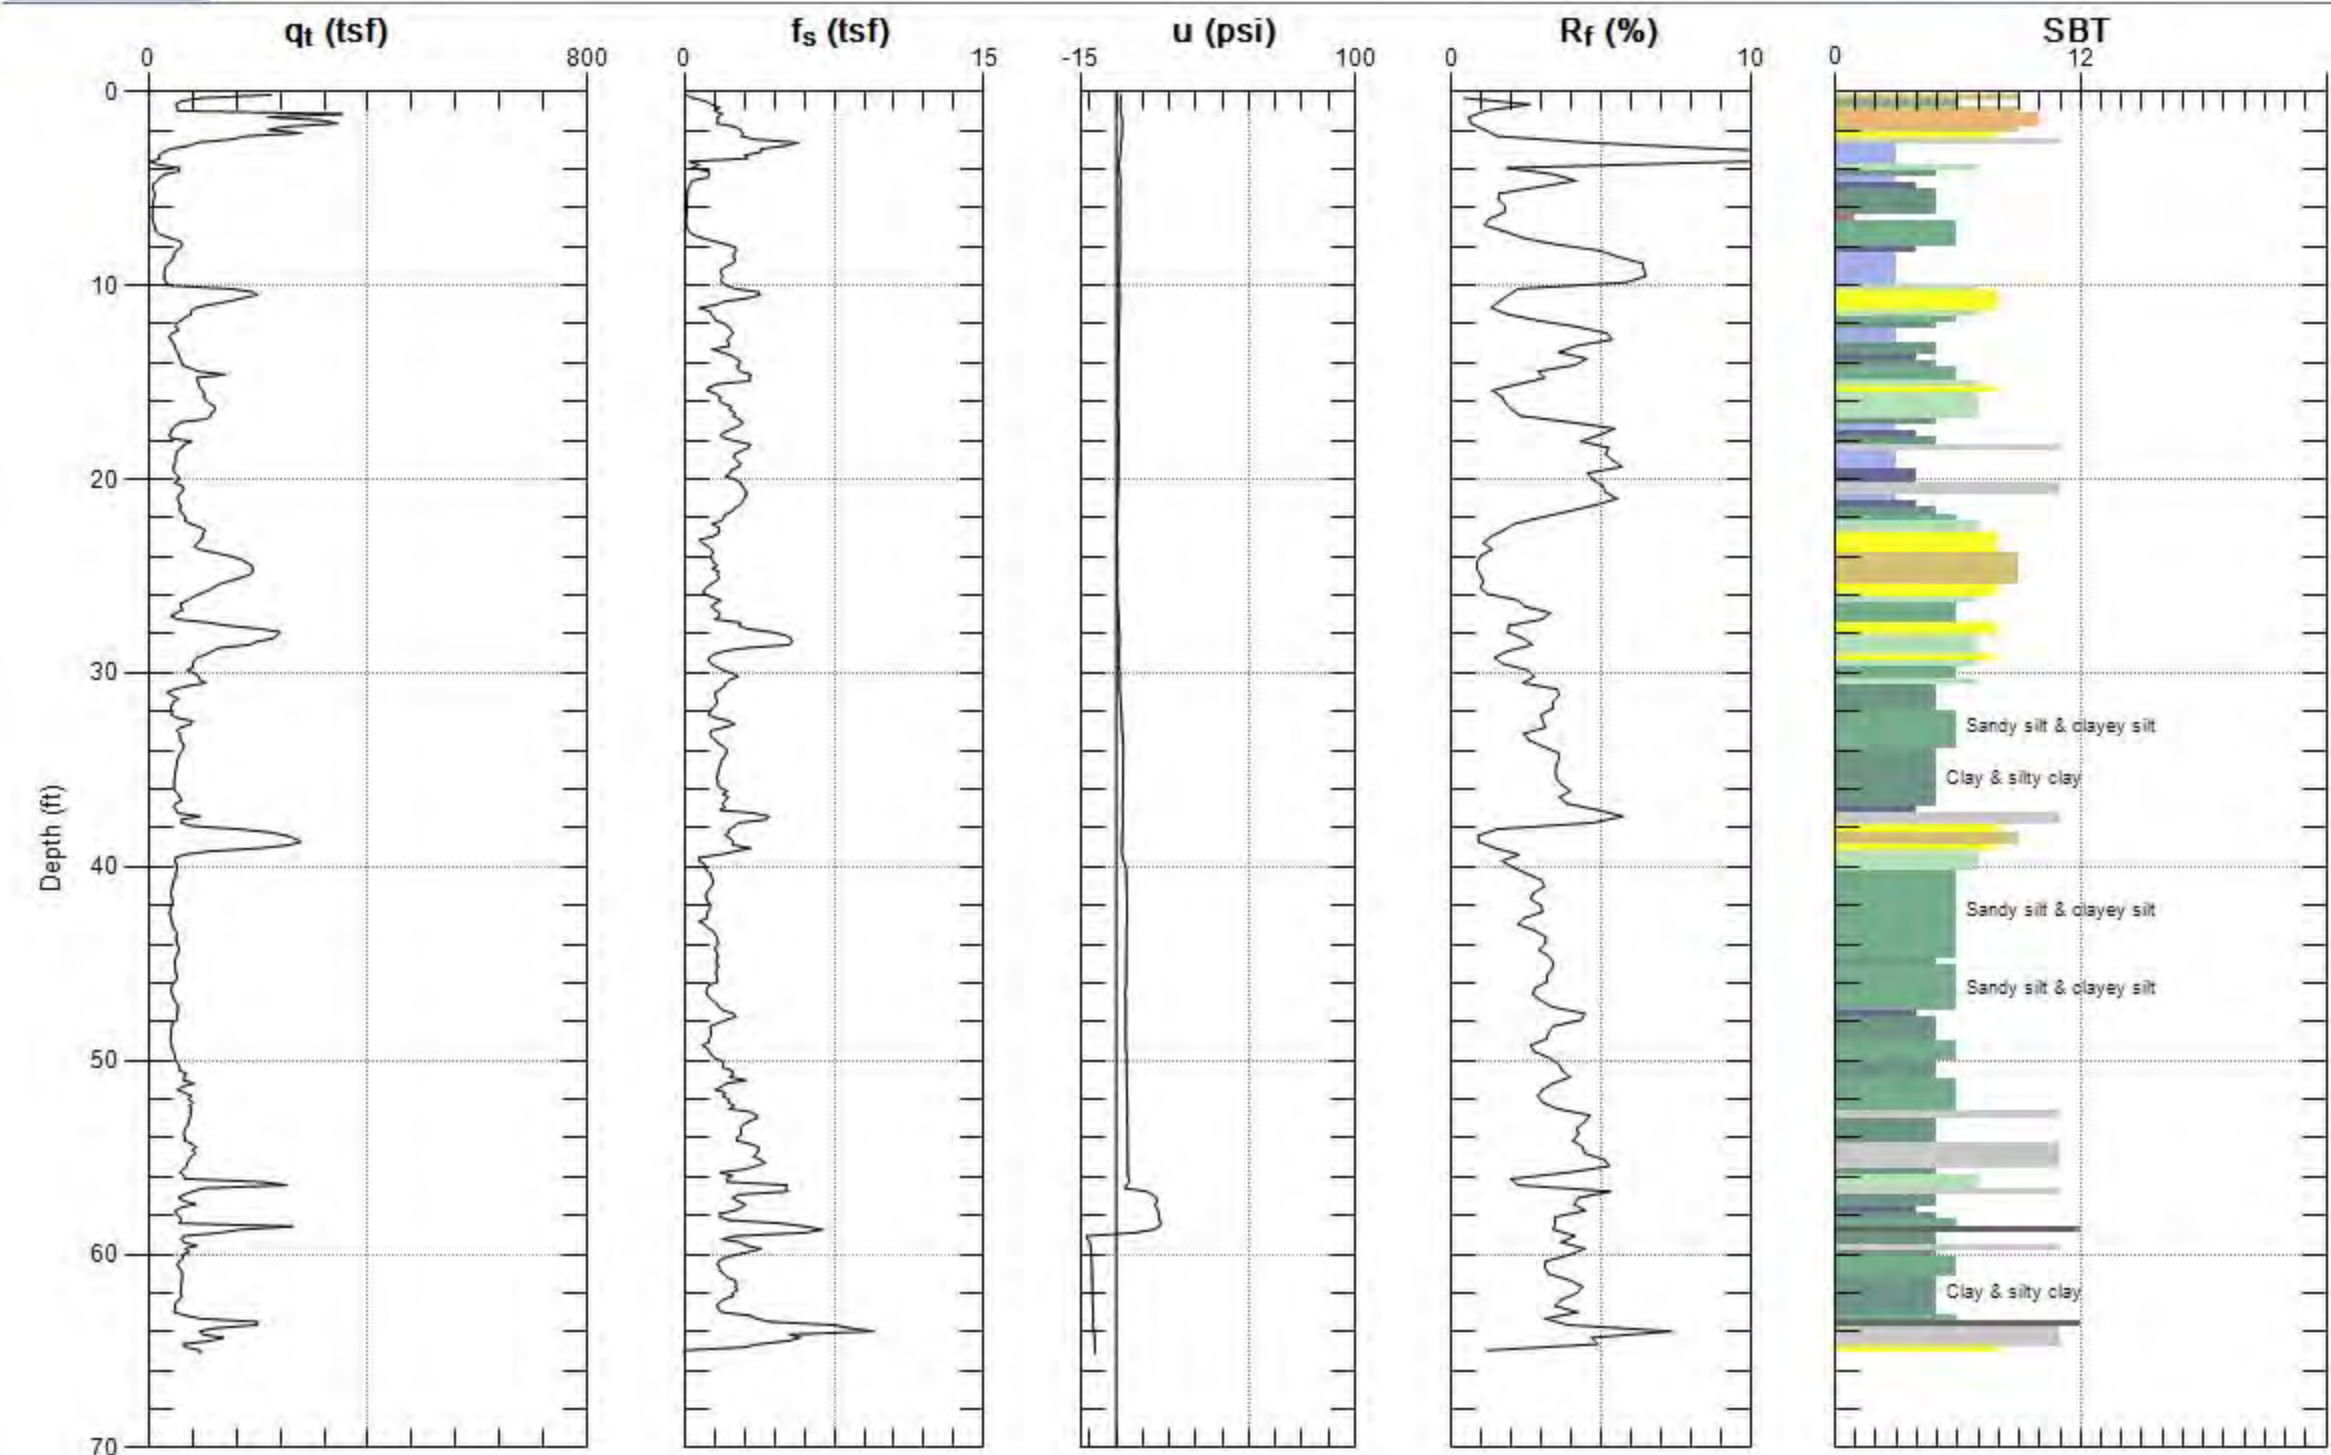 qt (tsf) fs (tsf) u (psi) Rf (%) SBT
0 800 0 15 -15 100 0 10 0 12
0
10
20
30
Sandy silt & clayey silt
Clay & silty clay
Depth (ft)
40
Sandy silt & clayey silt
Sandy silt & clayey silt
50
60
Clay & silty clay
70